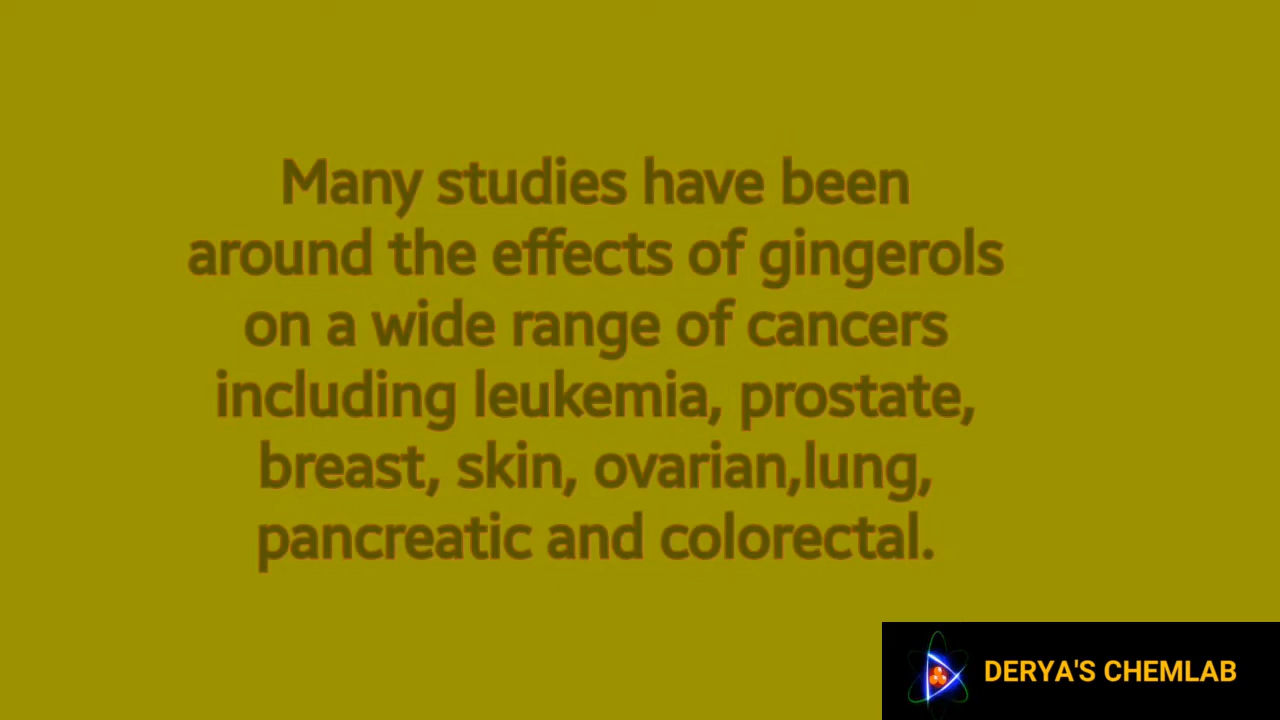 Many studies have been
around the effects of gingerols
on a wide range of cancers
including leukemia, prostate,
breast, skin, ovarian,lung,
pancreatic and colorectal.
DERYA'S CHEMLAB